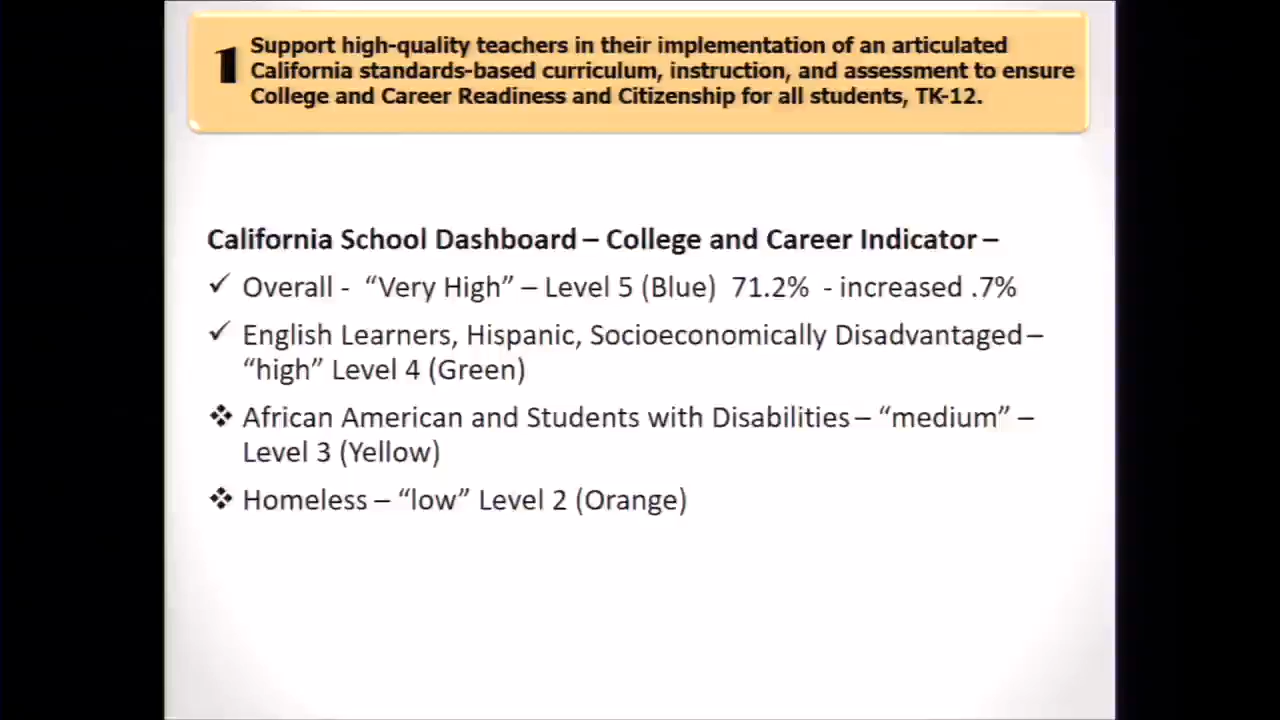 1
Support high-quality teachers in their implementation of an articulated
California standards-based curriculum, instruction, and assessment to ensure
College and Career Readiness and Citizenship for all students, TK-12.
California School Dashboard – College and Career Indicator –
✓ Overall - “Very High” – Level 5 (Blue) 71.2% - increased .7%
✓ English Learners, Hispanic, Socioeconomically Disadvantaged –
“high” Level 4 (Green)
❖ African American and Students with Disabilities – “medium” –
Level 3 (Yellow)
❖ Homeless – “low” Level 2 (Orange)